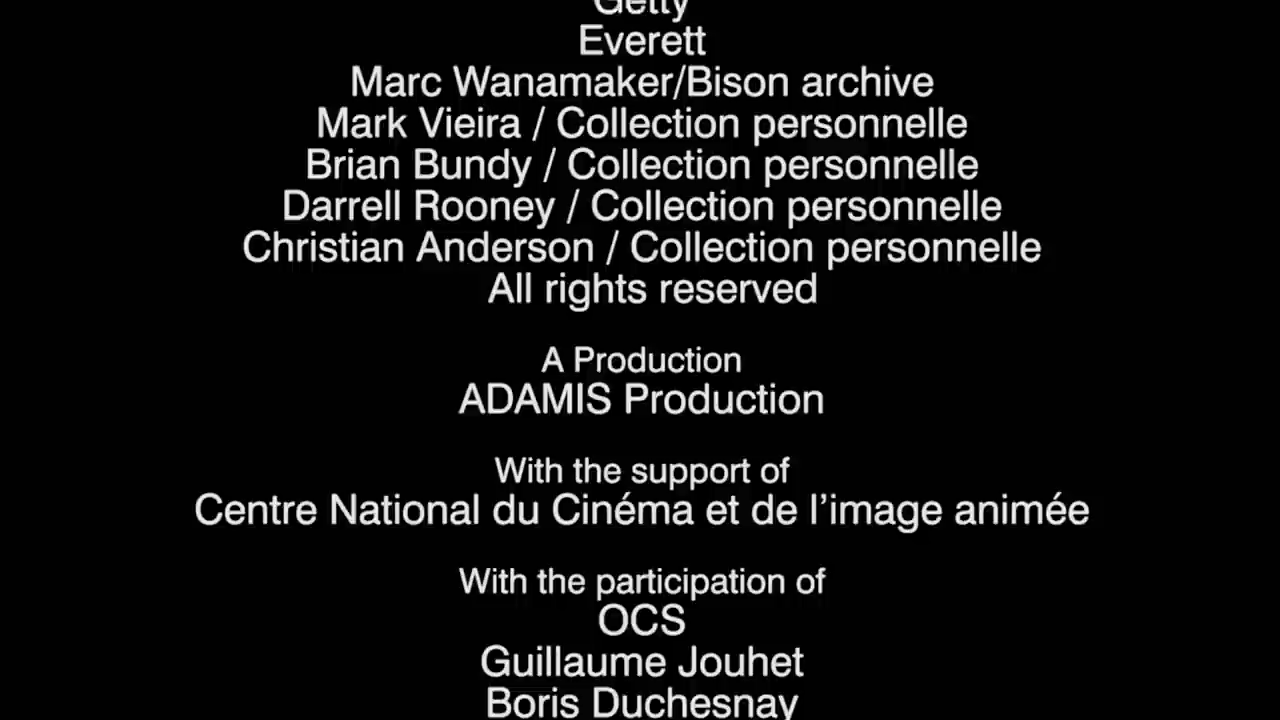 Getty
Everett
Marc Wanamaker/Bison archive
Mark Vieira / Collection personnelle
Brian Bundy / Collection personnelle
Darrell Rooney / Collection personnelle
Christian Anderson / Collection personnelle
All rights reserved
A Production
ADAMIS Production
With the support of
Centre National du Cinéma et de l’image animée
With the participation of
OCS
Guillaume Jouhet
Boris Duchesnay